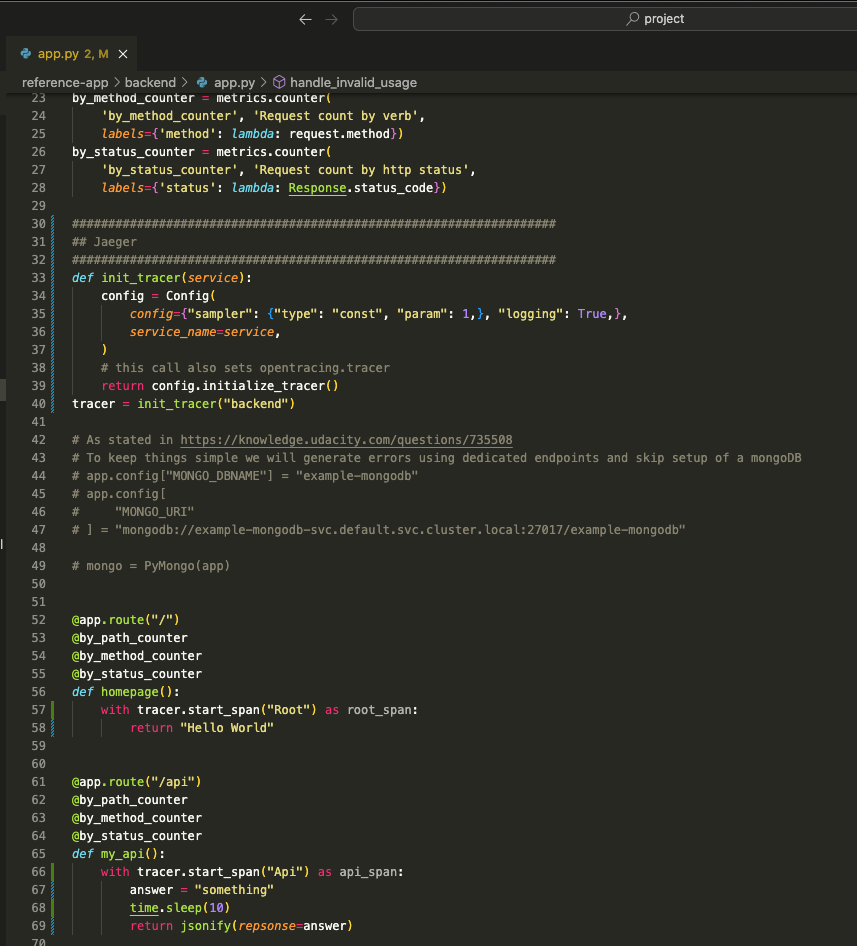 ← → project
app.py 2, M ×
reference-app > backend > app.py > handle_invalid_usage
23 by_method_counter = metrics.counter(
24     'by_method_counter', 'Request count by verb',
25     labels={'method': lambda: request.method})
26 by_status_counter = metrics.counter(
27     'by_status_counter', 'Request count by http status',
28     labels={'status': lambda: Response.status_code})
29
30 ###################################################################
31 ## Jaeger
32 ###################################################################
33 def init_tracer(service):
34     config = Config(
35         config={"sampler": {"type": "const", "param": 1,}, "logging": True,},
36         service_name=service,
37     )
38     # this call also sets opentracing.tracer
39     return config.initialize_tracer()
40 tracer = init_tracer("backend")
41
42 # As stated in https://knowledge.udacity.com/questions/735508
43 # To keep things simple we will generate errors using dedicated endpoints and skip setup of a mongoDB
44 # app.config["MONGO_DBNAME"] = "example-mongodb"
45 # app.config[
46 #     "MONGO_URI"
47 # ] = "mongodb://example-mongodb-svc.default.svc.cluster.local:27017/example-mongodb"
48
49 # mongo = PyMongo(app)
50
51
52 @app.route("/")
53 @by_path_counter
54 @by_method_counter
55 @by_status_counter
56 def homepage():
57     with tracer.start_span("Root") as root_span:
58         return "Hello World"
59
60
61 @app.route("/api")
62 @by_path_counter
63 @by_method_counter
64 @by_status_counter
65 def my_api():
66     with tracer.start_span("Api") as api_span:
67         answer = "something"
68         time.sleep(10)
69         return jsonify(repsonse=answer)
70